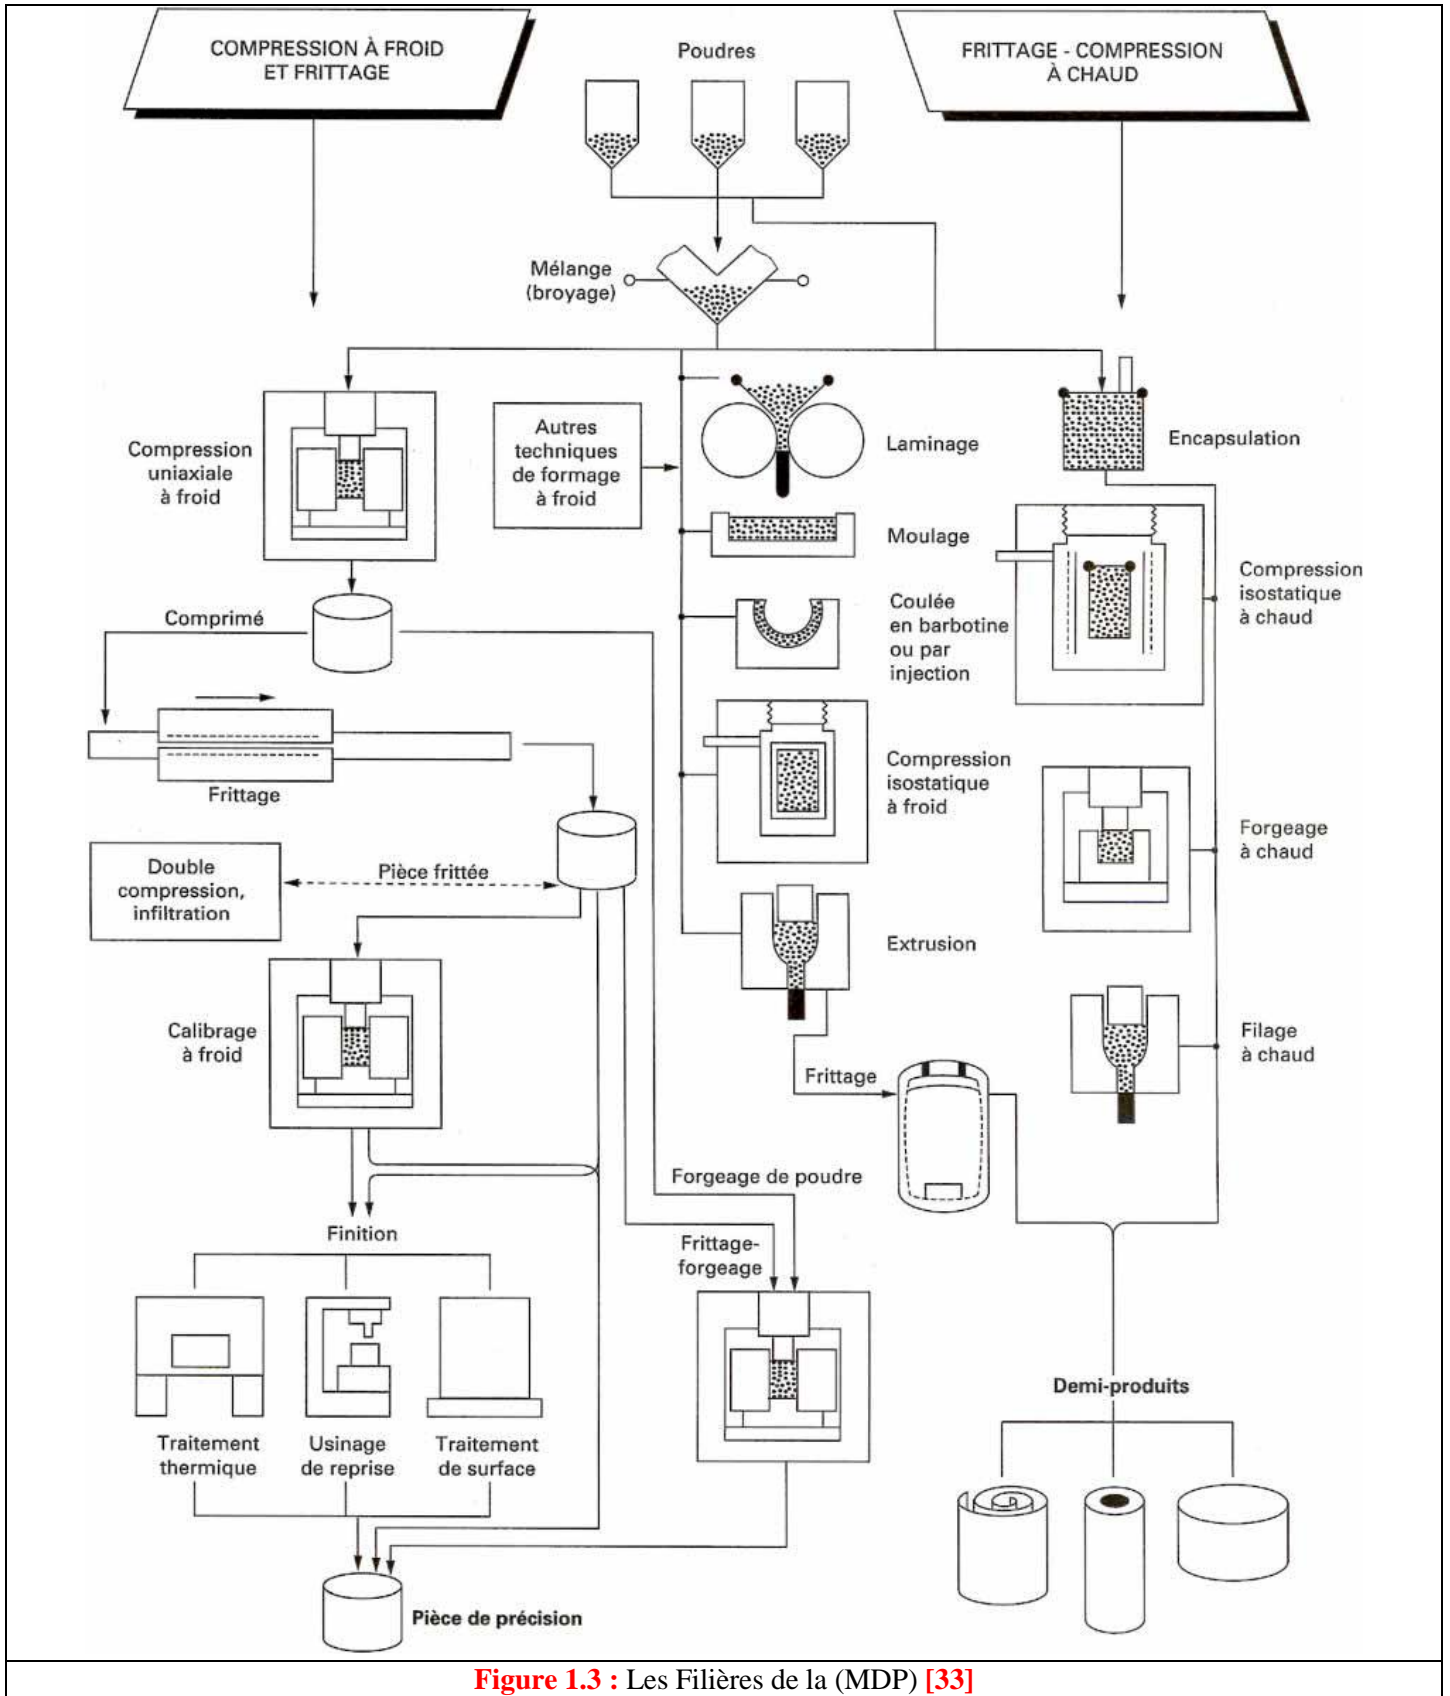 COMPRESSION À FROID
ET FRITTAGE
Poudres
FRITTAGE - COMPRESSION
À CHAUD
Mélange
(broyage)
Compression
uniaxiale
à froid
Autres
techniques
de formage
à froid
Laminage
Encapsulation
Moulage
Compression
isostatique
à chaud
Coulée
en barbotine
ou par
injection
Comprimé
Frittage
Compression
isostatique
à froid
Forgeage
à chaud
Double
compression,
infiltration
Pièce frittée
Extrusion
Calibrage
à froid
Filage
à chaud
Frittage
Forgeage de poudre
Finition
Frittage-
forgeage
Traitement
thermique
Usinage
de reprise
Traitement
de surface
Demi-produits
Pièce de précision
Figure 1.3 : Les Filières de la (MDP) [33]